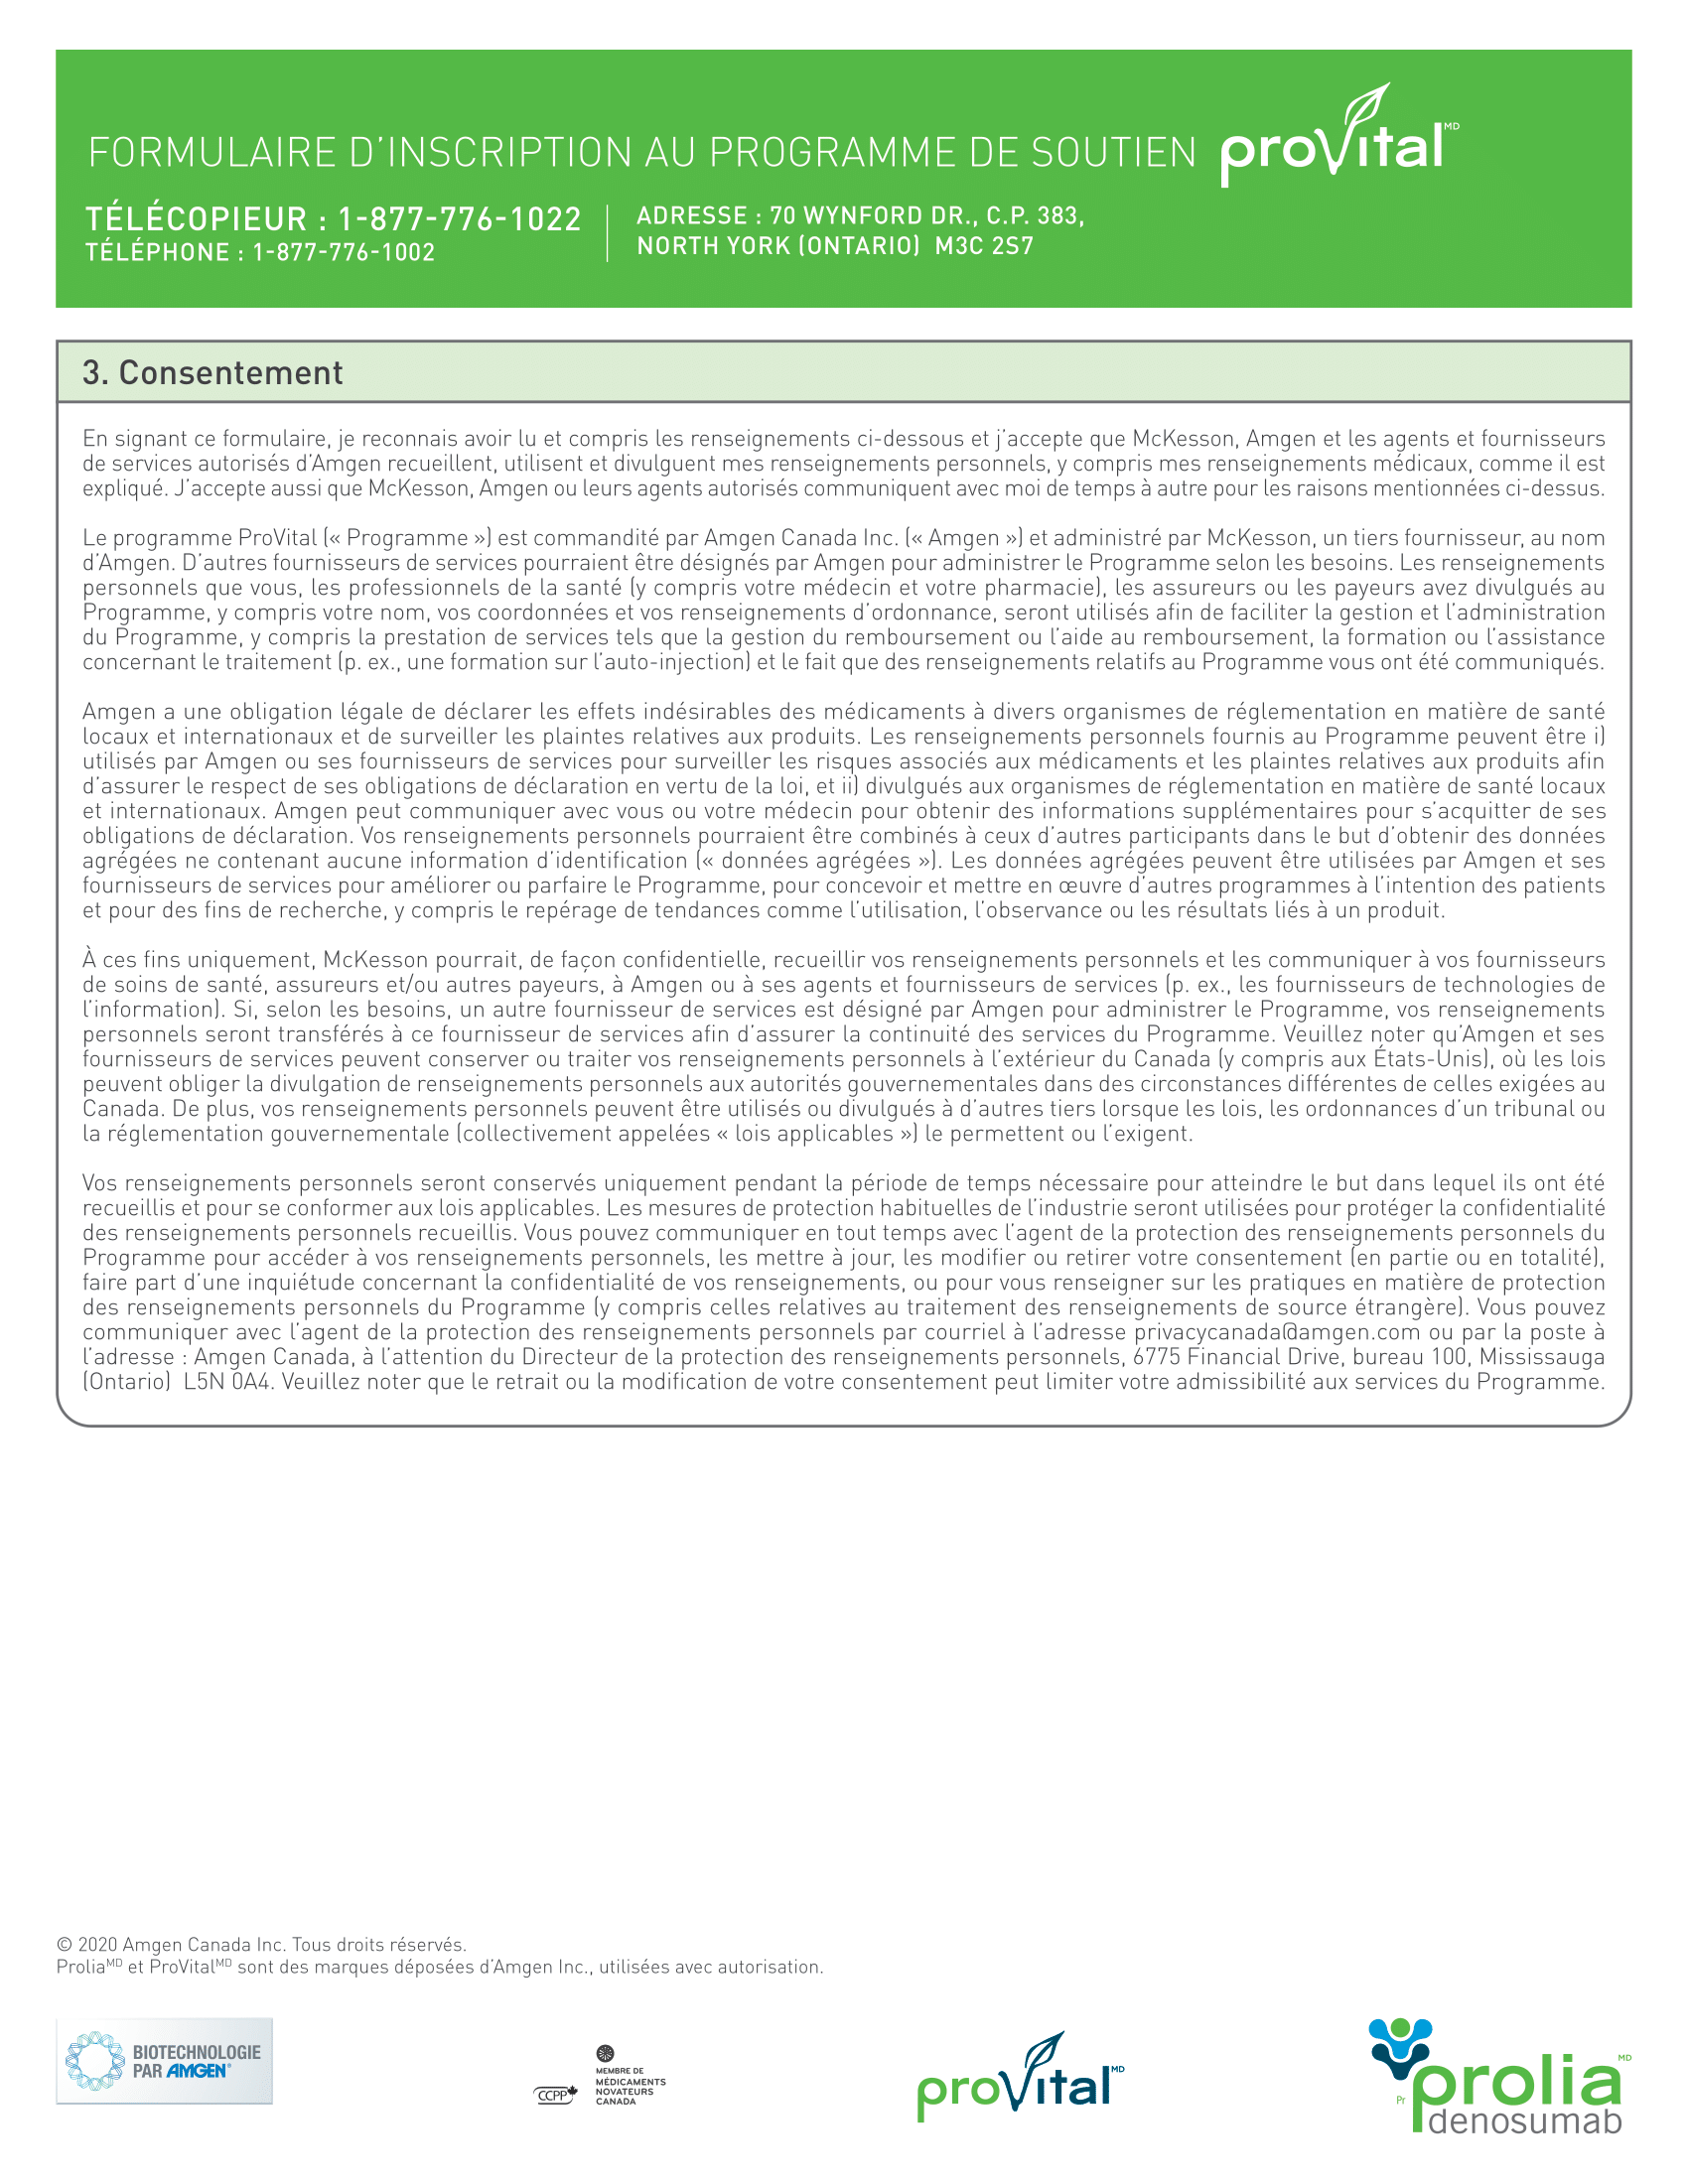 FORMULAIRE D'INSCRIPTION AU PROGRAMME DE SOUTIEN proVital MD
TÉLÉCOPIEUR : 1-877-776-1022
TÉLÉPHONE : 1-877-776-1002
ADRESSE : 70 WYNFORD DR., C.P. 383,
NORTH YORK (ONTARIO) M3C 2S7
3. Consentement
En signant ce formulaire, je reconnais avoir lu et compris les renseignements ci-dessous et j'accepte que McKesson, Amgen et les agents et fournisseurs
de services autorisés d'Amgen recueillent, utilisent et divulguent mes renseignements personnels, y compris mes renseignements médicaux, comme il est
expliqué. J'accepte aussi que McKesson, Amgen ou leurs agents autorisés communiquent avec moi de temps à autre pour les raisons mentionnées ci-dessus.
Le programme ProVital (« Programme ») est commandité par Amgen Canada Inc. (« Amgen ») et administré par McKesson, un tiers fournisseur, au nom
d'Amgen. D'autres fournisseurs de services pourraient être désignés par Amgen pour administrer le Programme selon les besoins. Les renseignements
personnels que vous, les professionnels de la santé (y compris votre médecin et votre pharmacie), les assureurs ou les payeurs avez divulgués au
Programme, y compris votre nom, vos coordonnées et vos renseignements d'ordonnance, seront utilisés afin de faciliter la gestion et l'administration
du Programme, y compris la prestation de services tels que la gestion du remboursement ou l'aide au remboursement, la formation ou l'assistance
concernant le traitement (p. ex., une formation sur l'auto-injection) et le fait que des renseignements relatifs au Programme vous ont été communiqués.
Amgen a une obligation légale de déclarer les effets indésirables des médicaments à divers organismes de réglementation en matière de santé
locaux et internationaux et de surveiller les plaintes relatives aux produits. Les renseignements personnels fournis au Programme peuvent être i)
utilisés par Amgen ou ses fournisseurs de services pour surveiller les risques associés aux médicaments et les plaintes relatives aux produits afin
d'assurer le respect de ses obligations de déclaration en vertu de la loi, et ii) divulgués aux organismes de réglementation en matière de santé locaux
et internationaux. Amgen peut communiquer avec vous ou votre médecin pour obtenir des informations supplémentaires pour s'acquitter de ses
obligations de déclaration. Vos renseignements personnels pourraient être combinés à ceux d'autres participants dans le but d'obtenir des données
agrégées ne contenant aucune information d'identification (« données agrégées »). Les données agrégées peuvent être utilisées par Amgen et ses
fournisseurs de services pour améliorer ou parfaire le Programme, pour concevoir et mettre en œuvre d'autres programmes à l'intention des patients
et pour des fins de recherche, y compris le repérage de tendances comme l'utilisation, l'observance ou les résultats liés à un produit.
À ces fins uniquement, McKesson pourrait, de façon confidentielle, recueillir vos renseignements personnels et les communiquer à vos fournisseurs
de soins de santé, assureurs et/ou autres payeurs, à Amgen ou à ses agents et fournisseurs de services (p. ex., les fournisseurs de technologies de
l'information). Si, selon les besoins, un autre fournisseur de services est désigné par Amgen pour administrer le Programme, vos renseignements
personnels seront transférés à ce fournisseur de services afin d'assurer la continuité des services du Programme. Veuillez noter qu'Amgen et ses
fournisseurs de services peuvent conserver ou traiter vos renseignements personnels à l'extérieur du Canada (y compris aux États-Unis), où les lois
peuvent obliger la divulgation de renseignements personnels aux autorités gouvernementales dans des circonstances différentes de celles exigées au
Canada. De plus, vos renseignements personnels peuvent être utilisés ou divulgués à d'autres tiers lorsque les lois, les ordonnances d'un tribunal ou
la réglementation gouvernementale (collectivement appelées « lois applicables ») le permettent ou l'exigent.
Vos renseignements personnels seront conservés uniquement pendant la période de temps nécessaire pour atteindre le but dans lequel ils ont été
recueillis et pour se conformer aux lois applicables. Les mesures de protection habituelles de l'industrie seront utilisées pour protéger la confidentialité
des renseignements personnels recueillis. Vous pouvez communiquer en tout temps avec l'agent de la protection des renseignements personnels du
Programme pour accéder à vos renseignements personnels, les mettre à jour, les modifier ou retirer votre consentement (en partie ou en totalité),
faire part d'une inquiétude concernant la confidentialité de vos renseignements, ou pour vous renseigner sur les pratiques en matière de protection
des renseignements personnels du Programme (y compris celles relatives au traitement des renseignements de source étrangère). Vous pouvez
communiquer avec l'agent de la protection des renseignements personnels par courriel à l'adresse privacycanada@amgen.com ou par la poste à
l'adresse : Amgen Canada, à l'attention du Directeur de la protection des renseignements personnels, 6775 Financial Drive, bureau 100, Mississauga
(Ontario) L5N 0A4. Veuillez noter que le retrait ou la modification de votre consentement peut limiter votre admissibilité aux services du Programme.
© 2020 Amgen Canada Inc. Tous droits réservés.
Prolia MD et ProVital MD sont des marques déposées d'Amgen Inc., utilisées avec autorisation.
BIOTECHNOLOGIE
PAR AMGEN®
CCPP
MEMBRE DE
MÉDICAMENTS
NOVATEURS
CANADA
proVital MD
Pr prolia MD
denosumab